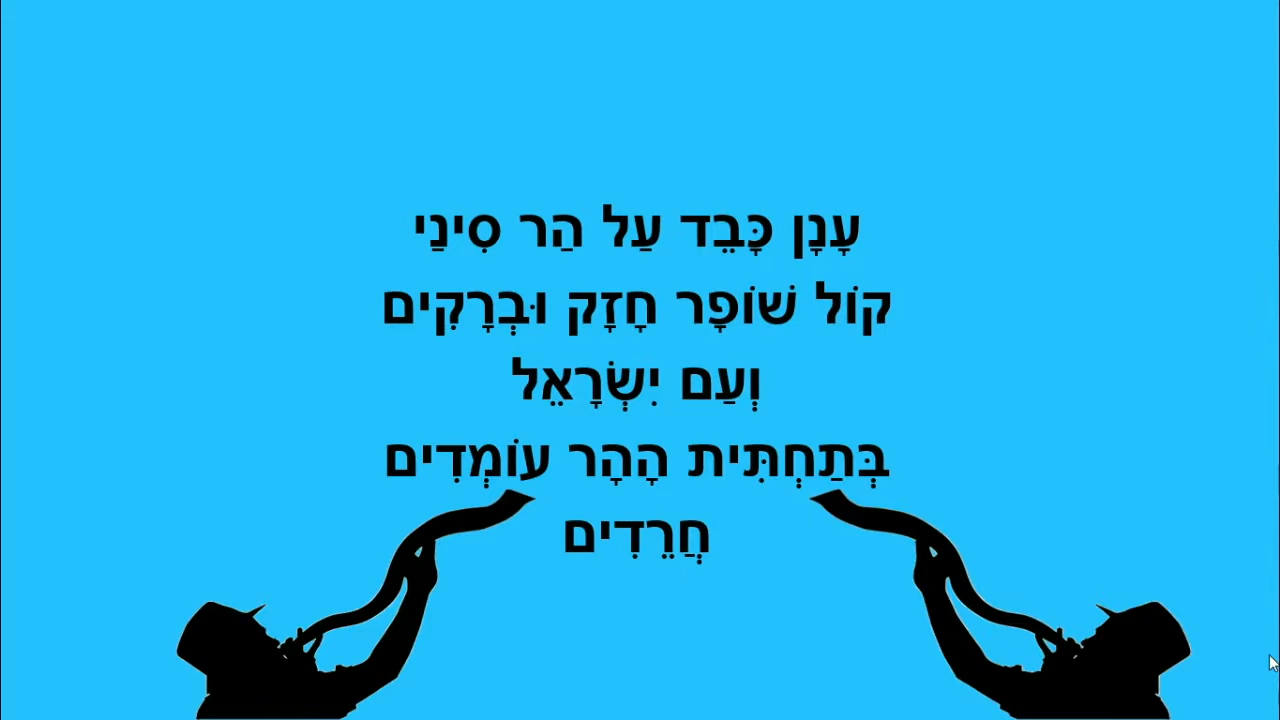 עָנָן כָּבֵד עַל הַר סִינַי
קוֹל שׁוֹפָר חָזָק וּבְרָקִים
וְעַם יִשְׂרָאֵל
בְּתַחְתִּית הָהָר עוֹמְדִים
חֲרֵדִים